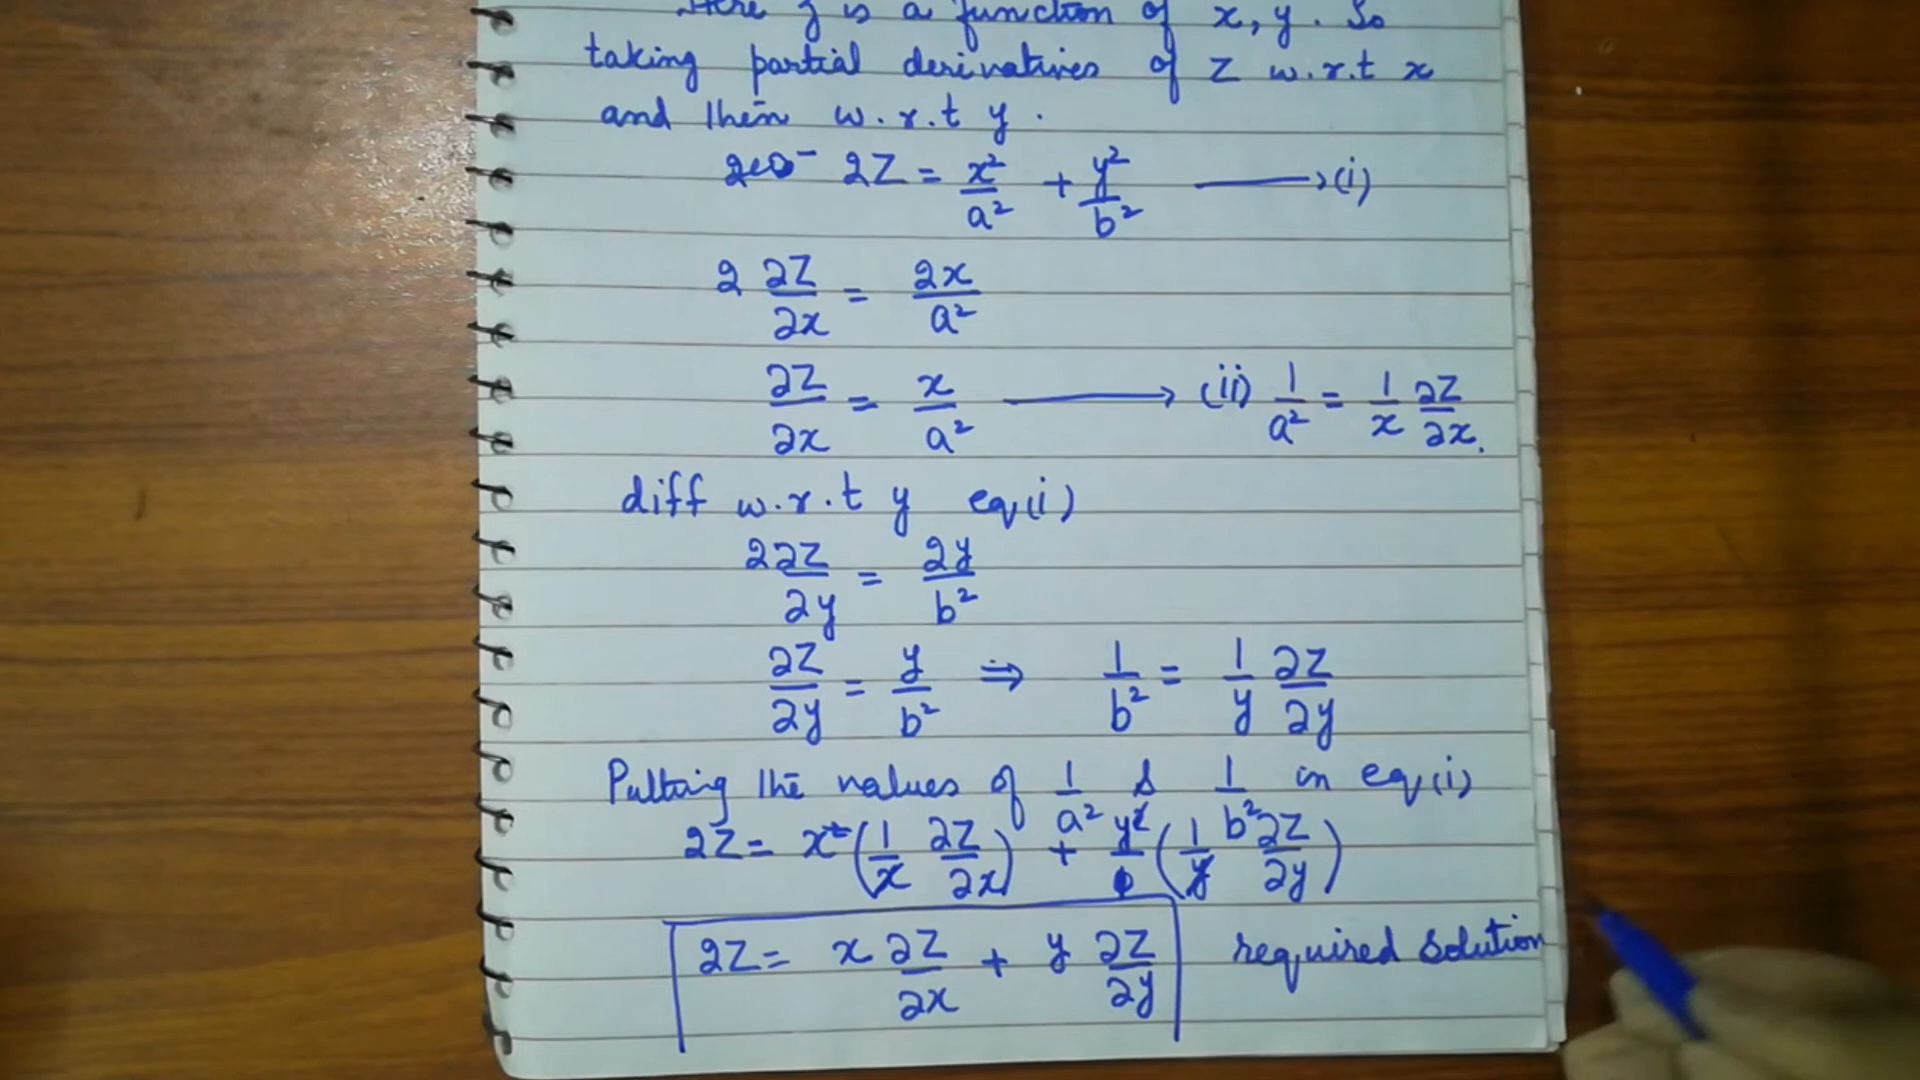 Here z is a function of x, y. So
taking partial derivatives of Z w.r.t x
and then w.r.t y.
2Z = x²/a² + y²/b² ⟶ (i)
2 ∂Z/∂x = 2x/a²
∂Z/∂x = x/a² ⟶ (ii) 1/a² = 1/x ∂Z/∂x.
diff w.r.t y eq(i)
2 ∂Z/∂y = 2y/b²
∂Z/∂y = y/b² ⇒ 1/b² = 1/y ∂Z/∂y
Putting the values of 1/a² & 1/b² in eq(i)
2Z = x²(1/x ∂Z/∂x) + y²(1/y ∂Z/∂y)
2Z = x ∂Z/∂x + y ∂Z/∂y required solution